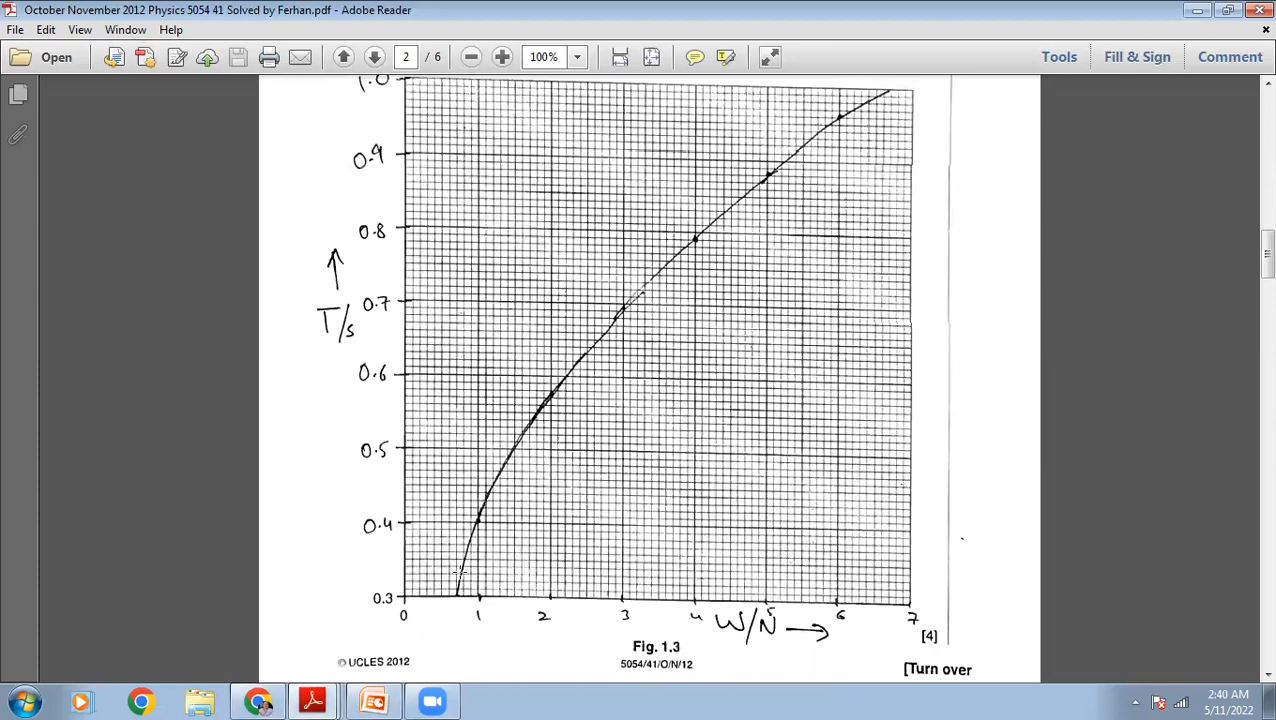 October November 2012 Physics 5054 41 Solved by Ferhan.pdf - Adobe Reader
File Edit View Window Help
Open 2 / 6 100% Tools Fill & Sign Comment
1.0
0.9
0.8
T/s
0.7
0.6
0.5
0.4
0.3
0 1 2 3 4 5 6 7
W/N
[4]
Fig. 1.3
© UCLES 2012
5054/41/O/N/12
[Turn over
2:40 AM
5/11/2022